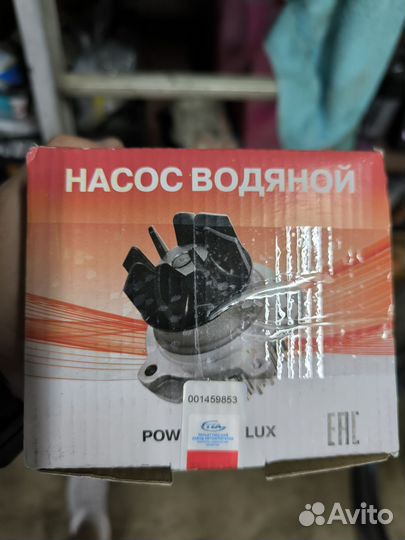 НАСОС ВОДЯНОЙ
001459853
POW LUX
EAC
Avito